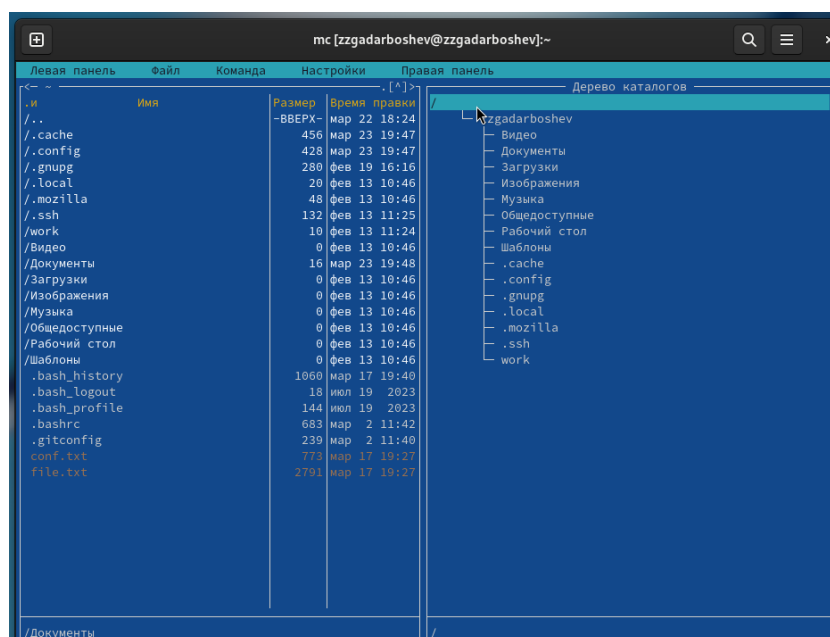 mc [zzgadarboshev@zzgadarboshev]:~
Левая панель Файл Команда Настройки Правая панель
<— ~ .[^]>
.и Имя Размер Время правки
/.. -ВВЕРХ- мар 22 18:24
/.cache 456 мар 23 19:47
/.config 428 мар 23 19:47
/.gnupg 280 фев 19 16:16
/.local 20 фев 13 10:46
/.mozilla 48 фев 13 10:46
/.ssh 132 фев 13 11:25
/work 10 фев 13 11:24
/Видео 0 фев 13 10:46
/Документы 16 мар 23 19:48
/Загрузки 0 фев 13 10:46
/Изображения 0 фев 13 10:46
/Музыка 0 фев 13 10:46
/Общедоступные 0 фев 13 10:46
/Рабочий стол 0 фев 13 10:46
/Шаблоны 0 фев 13 10:46
.bash_history 1060 мар 17 19:40
.bash_logout 18 июл 19 2023
.bash_profile 144 июл 19 2023
.bashrc 683 мар 2 11:42
.gitconfig 239 мар 2 11:40
conf.txt 773 мар 17 19:27
file.txt 2791 мар 17 19:27
/Документы
Дерево каталогов
/
zzgadarboshev
Видео
Документы
Загрузки
Изображения
Музыка
Общедоступные
Рабочий стол
Шаблоны
.cache
.config
.gnupg
.local
.mozilla
.ssh
work
/